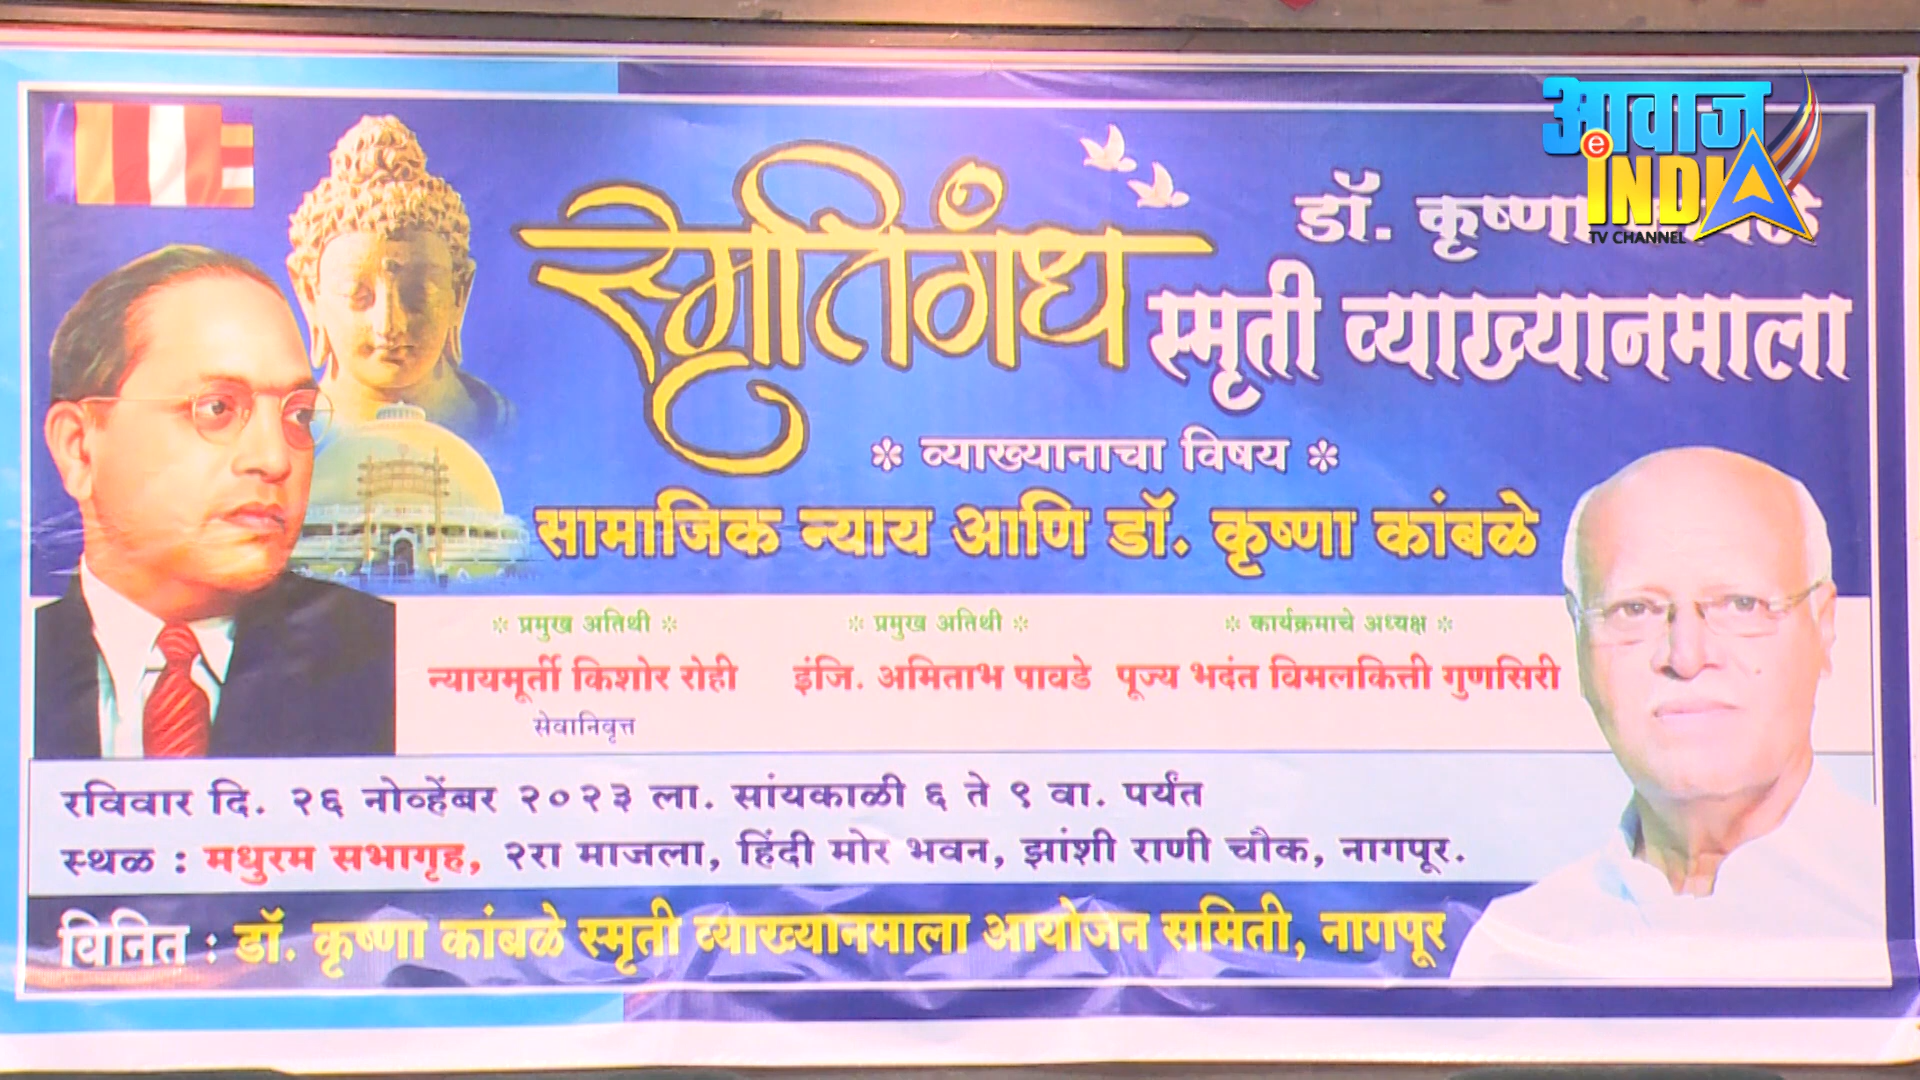 आवाज
e
INDIA
TV CHANNEL
स्मृतिगंध
डॉ. कृष्णा
स्मृती व्याख्यानमाला
व्याख्यानाचा विषय
सामाजिक न्याय आणि डॉ. कृष्णा कांबळे
प्रमुख अतिथी प्रमुख अतिथी कार्यक्रमाचे अध्यक्ष
न्यायमूर्ती किशोर रोही इंजि. अमिताभ पावडे पूज्य भदंत विमलकित्ती गुणसिरी
सेवानिवृत्त
रविवार दि. २६ नोव्हेंबर २०२३ ला. सांयकाळी ६ ते ९ वा. पर्यंत
स्थळ : मधुरम सभागृह, २रा माजला, हिंदी मोर भवन, झांशी राणी चौक, नागपूर.
विनित : डॉ. कृष्णा कांबळे स्मृती व्याख्यानमाला आयोजन समिती, नागपूर